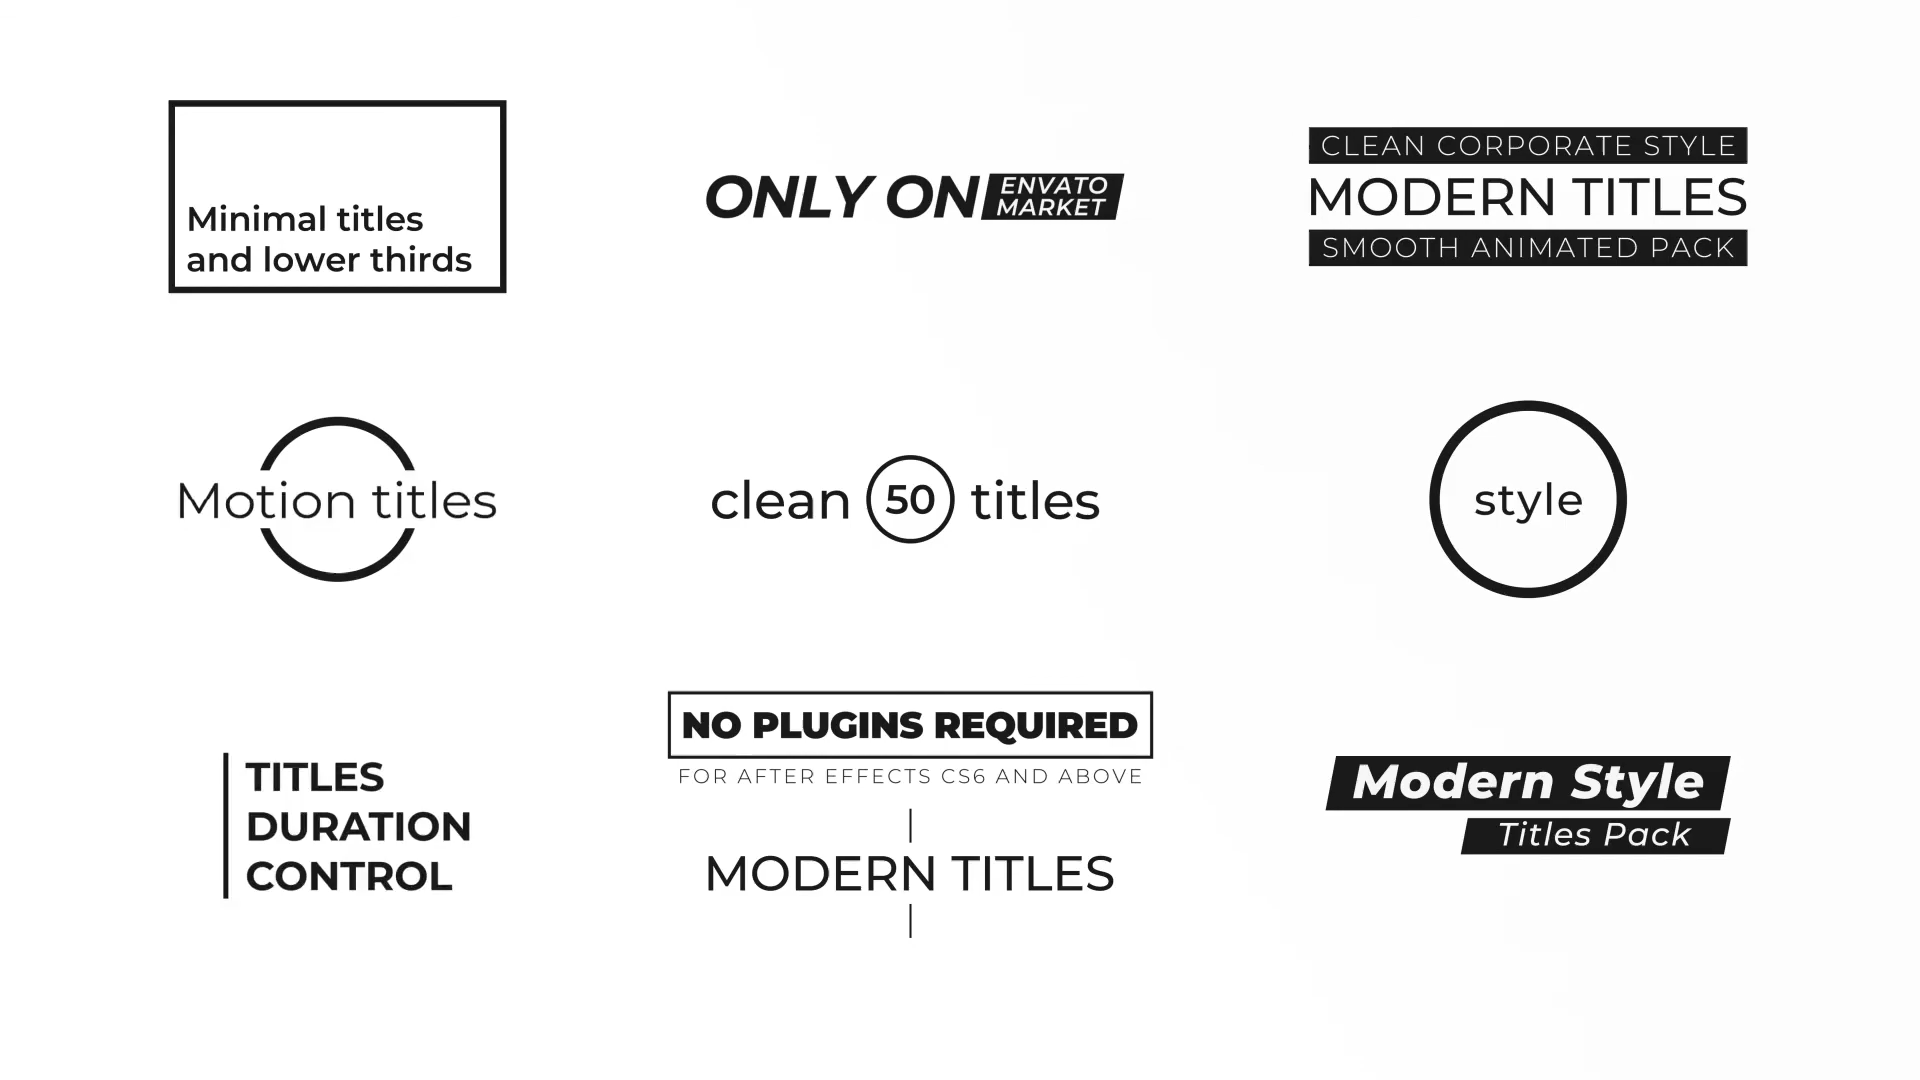 Minimal titles
and lower thirds
ONLY ON
ENVATO
MARKET
CLEAN CORPORATE STYLE
MODERN TITLES
SMOOTH ANIMATED PACK
Motion titles
clean 50 titles
style
TITLES
DURATION
CONTROL
NO PLUGINS REQUIRED
FOR AFTER EFFECTS CS6 AND ABOVE
MODERN TITLES
Modern Style
Titles Pack